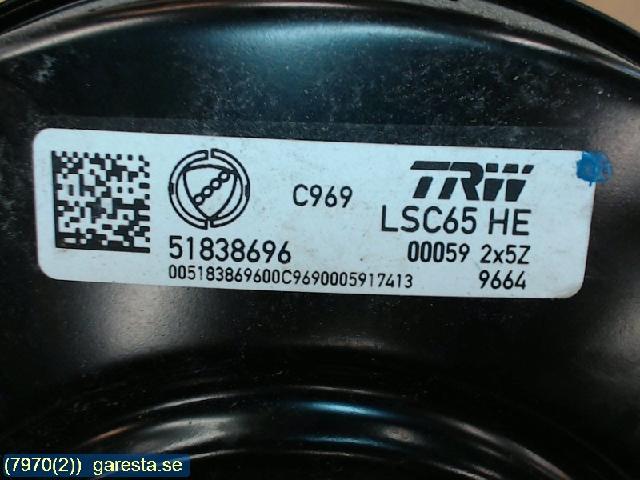 C969
TRW
LSC65 HE
51838696
00059 2x5Z
005183869600C9690005917413
9664
(7970(2)) garesta.se